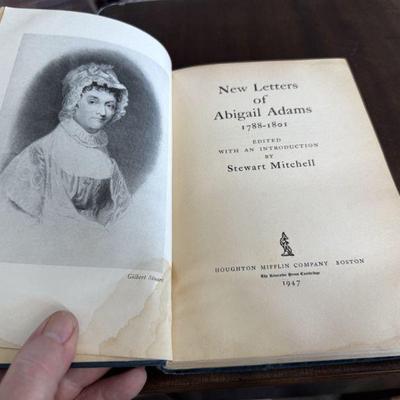 Gilbert Stuart
New Letters
of
Abigail Adams
1788-1801
EDITED
WITH AN INTRODUCTION
BY
Stewart Mitchell
HOUGHTON MIFFLIN COMPANY BOSTON
The Riverside Press Cambridge
1947